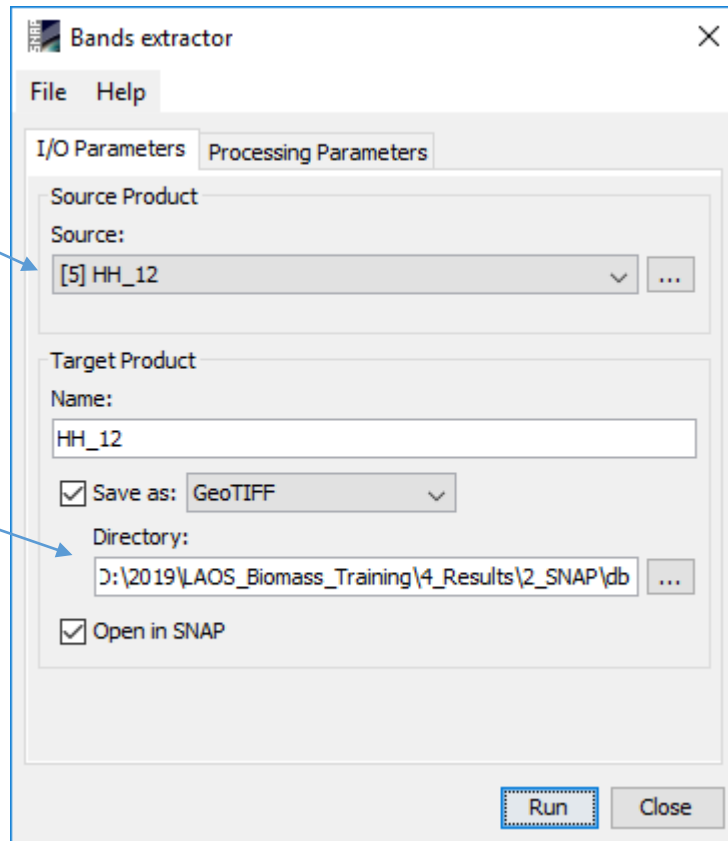 SNAP
Bands extractor
File Help
I/O Parameters Processing Parameters
Source Product
Source:
[5] HH_12
...
Target Product
Name:
HH_12
Save as: GeoTIFF
Directory:
D:\2019\LAOS_Biomass_Training\4_Results\2_SNAP\db
...
Open in SNAP
Run Close